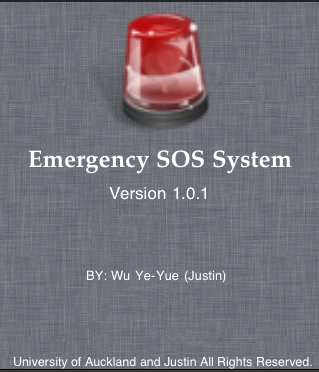 Emergency SOS System
Version 1.0.1
BY: Wu Ye-Yue (Justin)
University of Auckland and Justin All Rights Reserved.